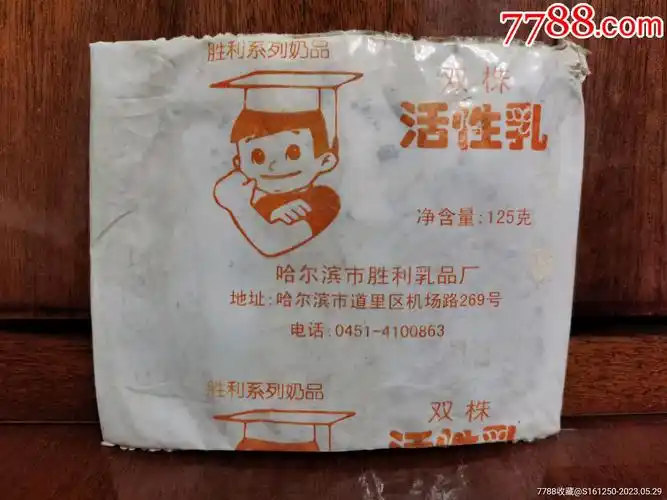 7788.com
胜利系列奶品
双株
活性乳
净含量:125克
哈尔滨市胜利乳品厂
地址:哈尔滨市道里区机场路269号
电话:0451-4100863
胜利系列奶品
双株
活性乳
7788收藏@S161250-2023.05.29